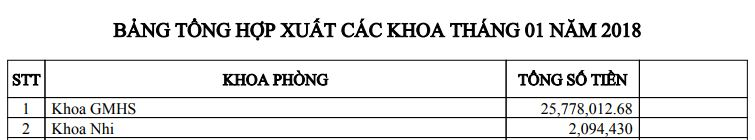 BẢNG TỔNG HỢP XUẤT CÁC KHOA THÁNG 01 NĂM 2018
STT KHOA PHÒNG TỔNG SỐ TIỀN
1 Khoa GMHS 25,778,012.68
2 Khoa Nhi 2,094,430